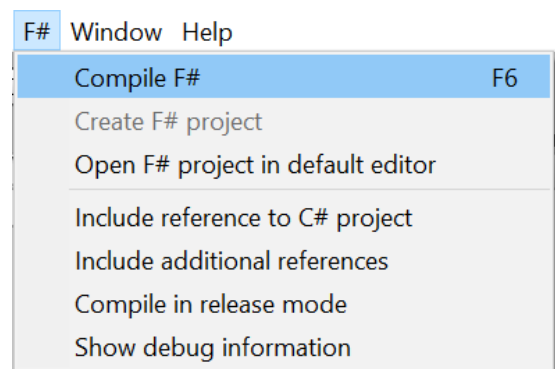 F# Window Help
Compile F# F6
Create F# project
Open F# project in default editor
Include reference to C# project
Include additional references
Compile in release mode
Show debug information